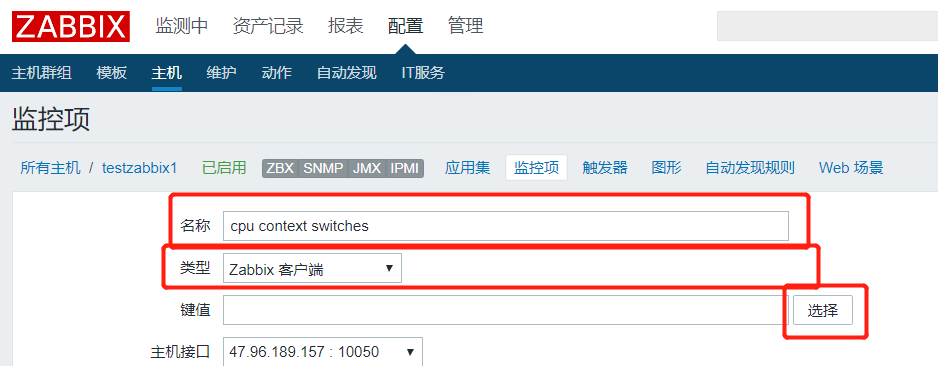 ZABBIX 监测中 资产记录 报表 配置 管理
主机群组 模板 主机 维护 动作 自动发现 IT服务
监控项
所有主机 / testzabbix1 已启用 ZBX SNMP JMX IPMI 应用集 监控项 触发器 图形 自动发现规则 Web 场景
名称 cpu context switches
类型 Zabbix 客户端
键值 选择
主机接口 47.96.189.157 : 10050